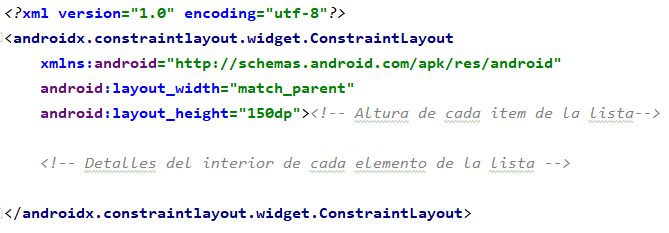 <?xml version="1.0" encoding="utf-8"?>
<androidx.constraintlayout.widget.ConstraintLayout
xmlns:android="http://schemas.android.com/apk/res/android"
android:layout_width="match_parent"
android:layout_height="150dp"><!-- Altura de cada item de la lista-->
<!-- Detalles del interior de cada elemento de la lista -->
</androidx.constraintlayout.widget.ConstraintLayout>